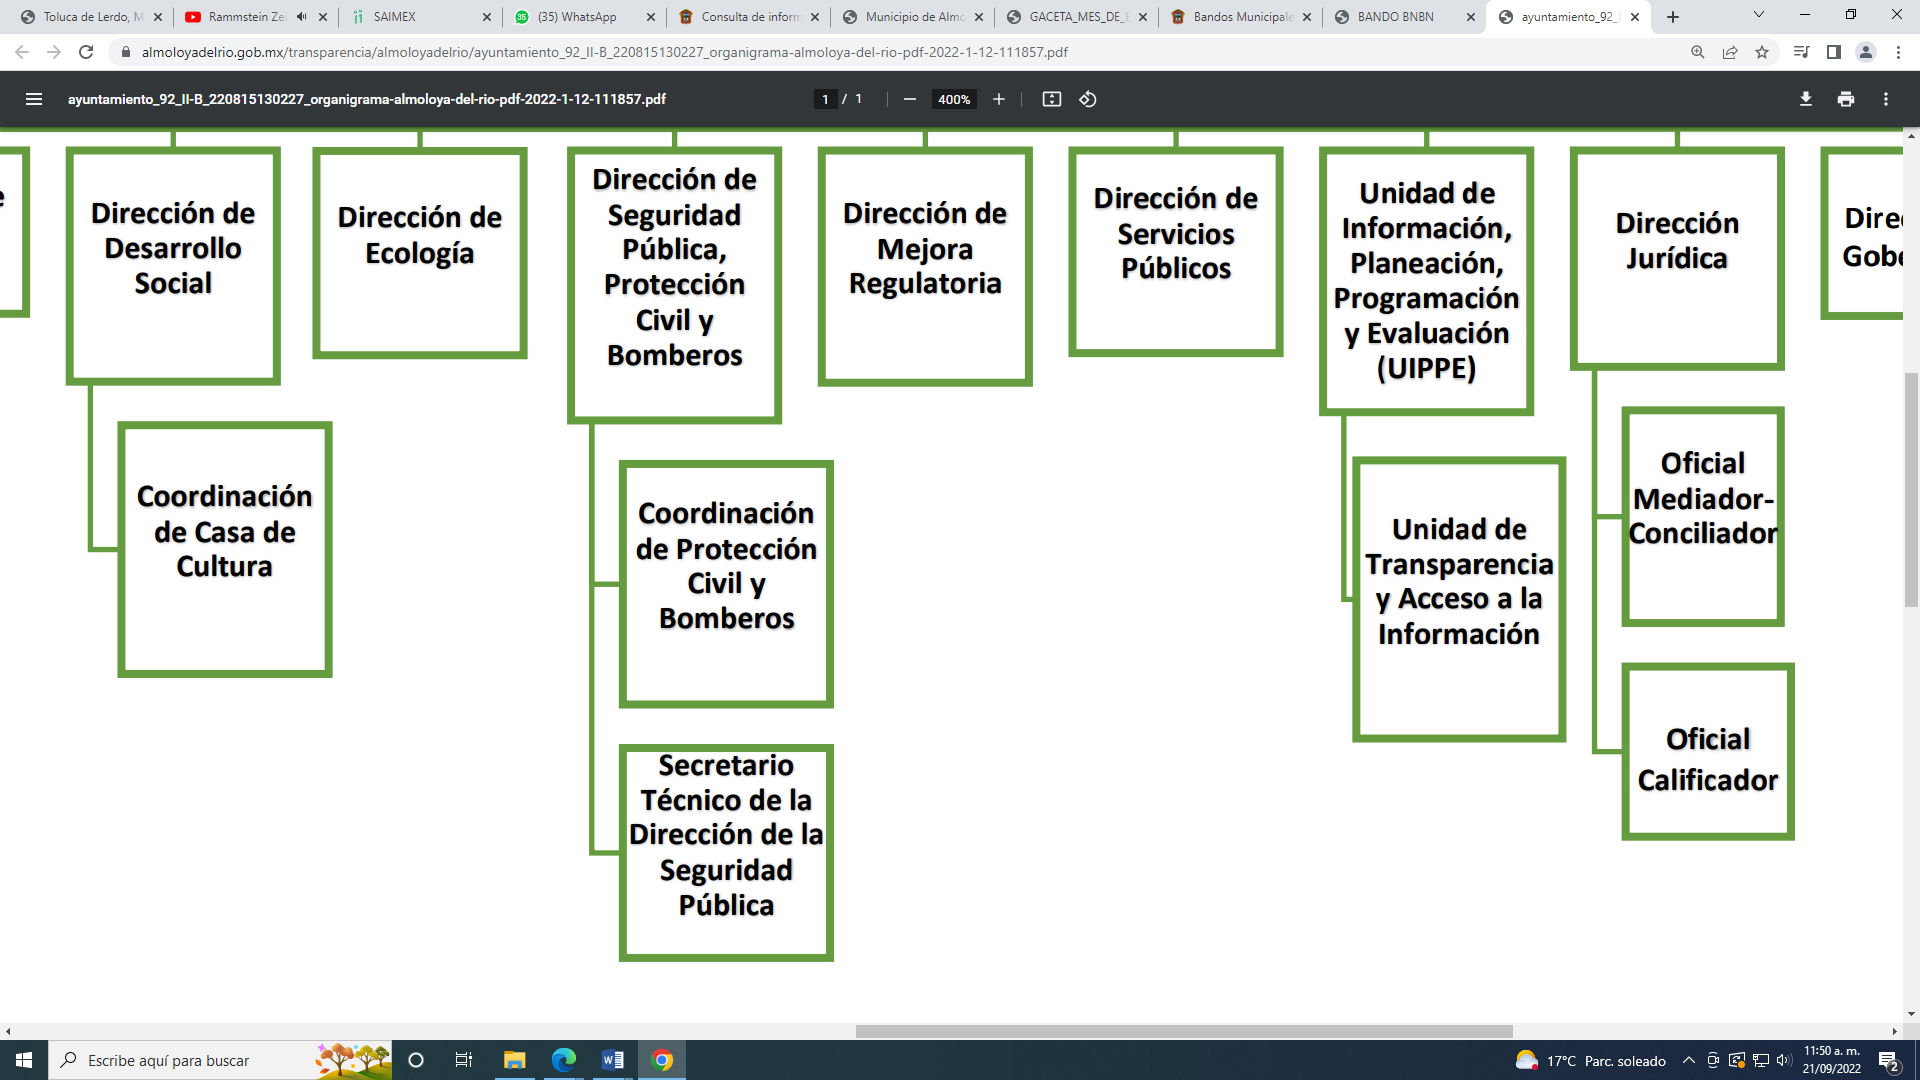 Toluca de Lerdo, M
Rammstein Zei
SAIMEX
(35) WhatsApp
Consulta de inform
Municipio de Almo
GACETA_MES_DE_E
Bandos Municipale
BANDO BNBN
ayuntamiento_92_
almoloyadelrio.gob.mx/transparencia/almoloyadelrio/ayuntamiento_92_II-B_220815130227_organigrama-almoloya-del-rio-pdf-2022-1-12-111857.pdf
ayuntamiento_92_II-B_220815130227_organigrama-almoloya-del-rio-pdf-2022-1-12-111857.pdf
1 / 1
400%
Dirección de
Desarrollo
Social
Dirección de
Ecología
Dirección de
Seguridad
Pública,
Protección
Civil y
Bomberos
Dirección de
Mejora
Regulatoria
Dirección de
Servicios
Públicos
Unidad de
Información,
Planeación,
Programación
y Evaluación
(UIPPE)
Dirección
Jurídica
Dire
Gob
Coordinación
de Casa de
Cultura
Coordinación
de Protección
Civil y
Bomberos
Secretario
Técnico de la
Dirección de la
Seguridad
Pública
Unidad de
Transparencia
y Acceso a la
Información
Oficial
Mediador-
Conciliador
Oficial
Calificador
Escribe aquí para buscar
17°C Parc. soleado
11:50 a. m.
21/09/2022
2